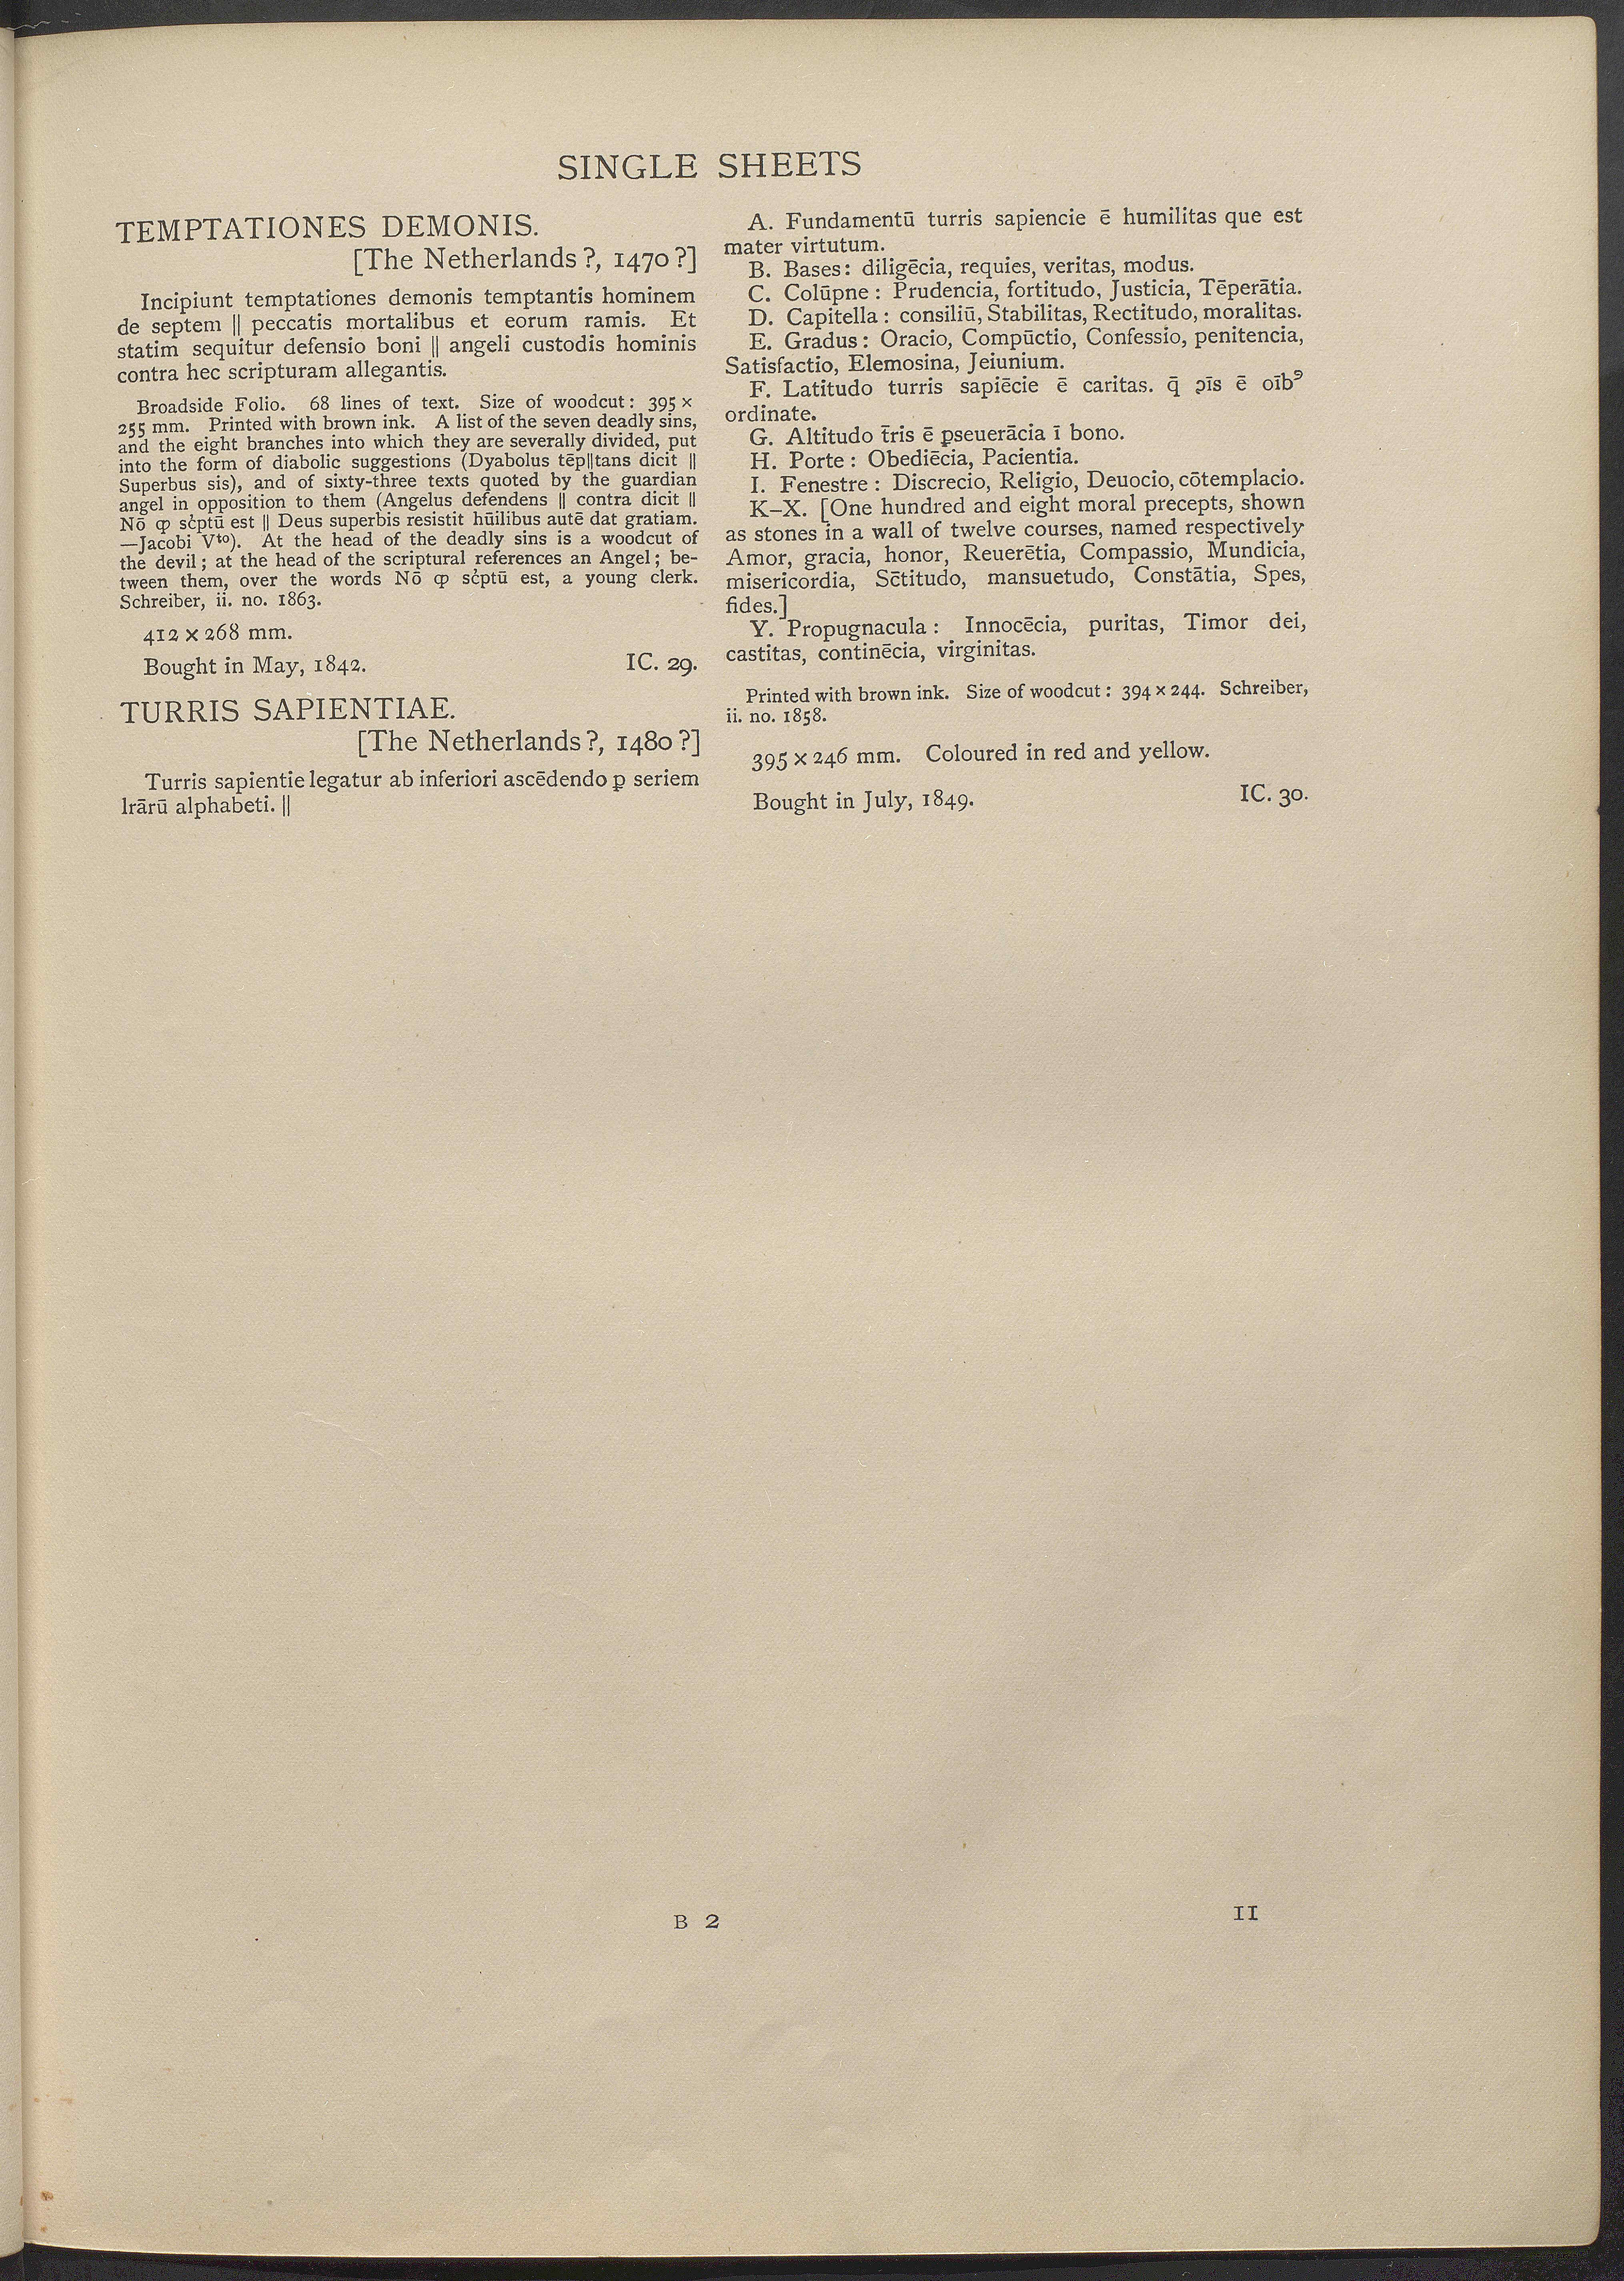 SINGLE SHEETS
TEMPTATIONES DEMONIS.
[The Netherlands ?, 1470 ?]
Incipiunt temptationes demonis temptantis hominem
de septem || peccatis mortalibus et eorum ramis. Et
statim sequitur defensio boni || angeli custodis hominis
contra hec scripturam allegantis.
Broadside Folio. 68 lines of text. Size of woodcut: 395 ×
255 mm. Printed with brown ink. A list of the seven deadly sins,
and the eight branches into which they are severally divided, put
into the form of diabolic suggestions (Dyabolus tēp||tans dicit ||
Superbus sis), and of sixty-three texts quoted by the guardian
angel in opposition to them (Angelus defendens || contra dicit ||
Nō ꝙ sc̓ptū est || Deus superbis resistit hūilibus autē dat gratiam.
—Jacobi Vᵗᵒ). At the head of the deadly sins is a woodcut of
the devil; at the head of the scriptural references an Angel; be-
tween them, over the words Nō ꝙ sc̓ptū est, a young clerk.
Schreiber, ii. no. 1863.
412 × 268 mm.
Bought in May, 1842. IC. 29.
TURRIS SAPIENTIAE.
[The Netherlands ?, 1480 ?]
Turris sapientie legatur ab inferiori ascēdendo ꝑ seriem
lrārū alphabeti. ||
A. Fundamentū turris sapiencie ē humilitas que est
mater virtutum.
B. Bases: diligēcia, requies, veritas, modus.
C. Colūpne : Prudencia, fortitudo, Justicia, Tēperātia.
D. Capitella : consiliū, Stabilitas, Rectitudo, moralitas.
E. Gradus : Oracio, Compūctio, Confessio, penitencia,
Satisfactio, Elemosina, Jeiunium.
F. Latitudo turris sapiēcie ē caritas. q̄ ꝯīs ē oībꝰ
ordinate.
G. Altitudo t̄ris ē ꝑseuerācia ī bono.
H. Porte : Obediēcia, Pacientia.
I. Fenestre : Discrecio, Religio, Deuocio, cōtemplacio.
K–X. [One hundred and eight moral precepts, shown
as stones in a wall of twelve courses, named respectively
Amor, gracia, honor, Reuerētia, Compassio, Mundicia,
misericordia, Sc̄titudo, mansuetudo, Constātia, Spes,
fides.]
Y. Propugnacula : Innocēcia, puritas, Timor dei,
castitas, continēcia, virginitas.
Printed with brown ink. Size of woodcut : 394 × 244. Schreiber,
ii. no. 1858.
395 × 246 mm. Coloured in red and yellow.
Bought in July, 1849. IC. 30.
B 2 11